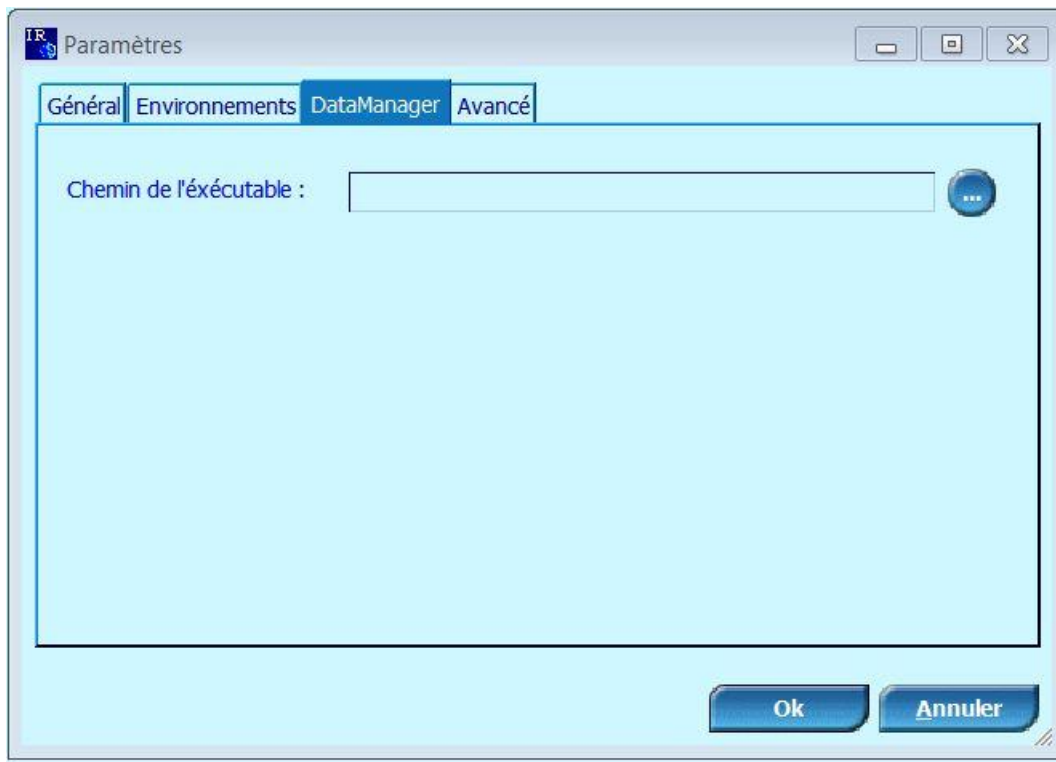 IR
Paramètres
Général Environnements DataManager Avancé
Chemin de l'éxécutable :
...
Ok Annuler